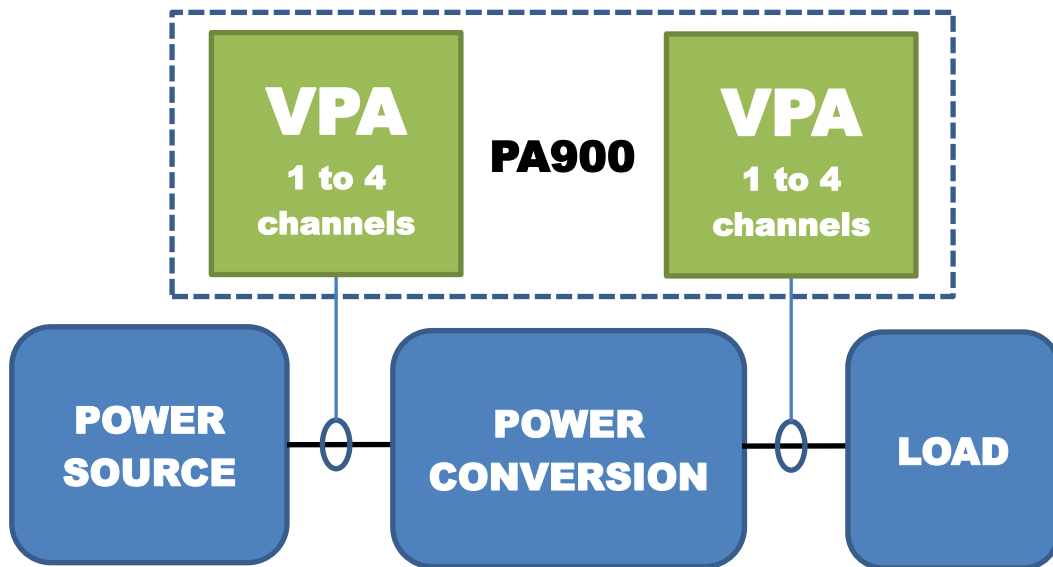 VPA
1 to 4
channels
PA900
VPA
1 to 4
channels
POWER
SOURCE
POWER
CONVERSION
LOAD